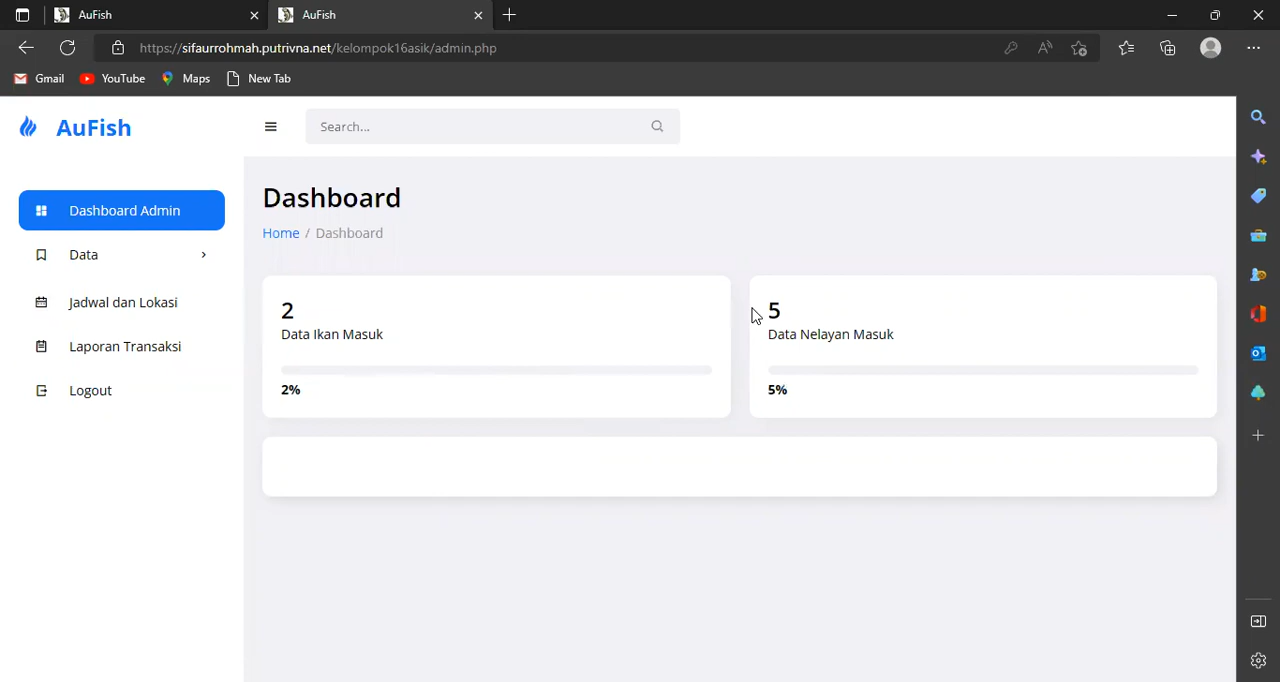 AuFish
AuFish
https://sifaurrohmah.putrivna.net/kelompok16asik/admin.php
Gmail
YouTube
Maps
New Tab
AuFish
Search...
Dashboard Admin
Data
Jadwal dan Lokasi
Laporan Transaksi
Logout
Dashboard
Home / Dashboard
2
Data Ikan Masuk
2%
5
Data Nelayan Masuk
5%